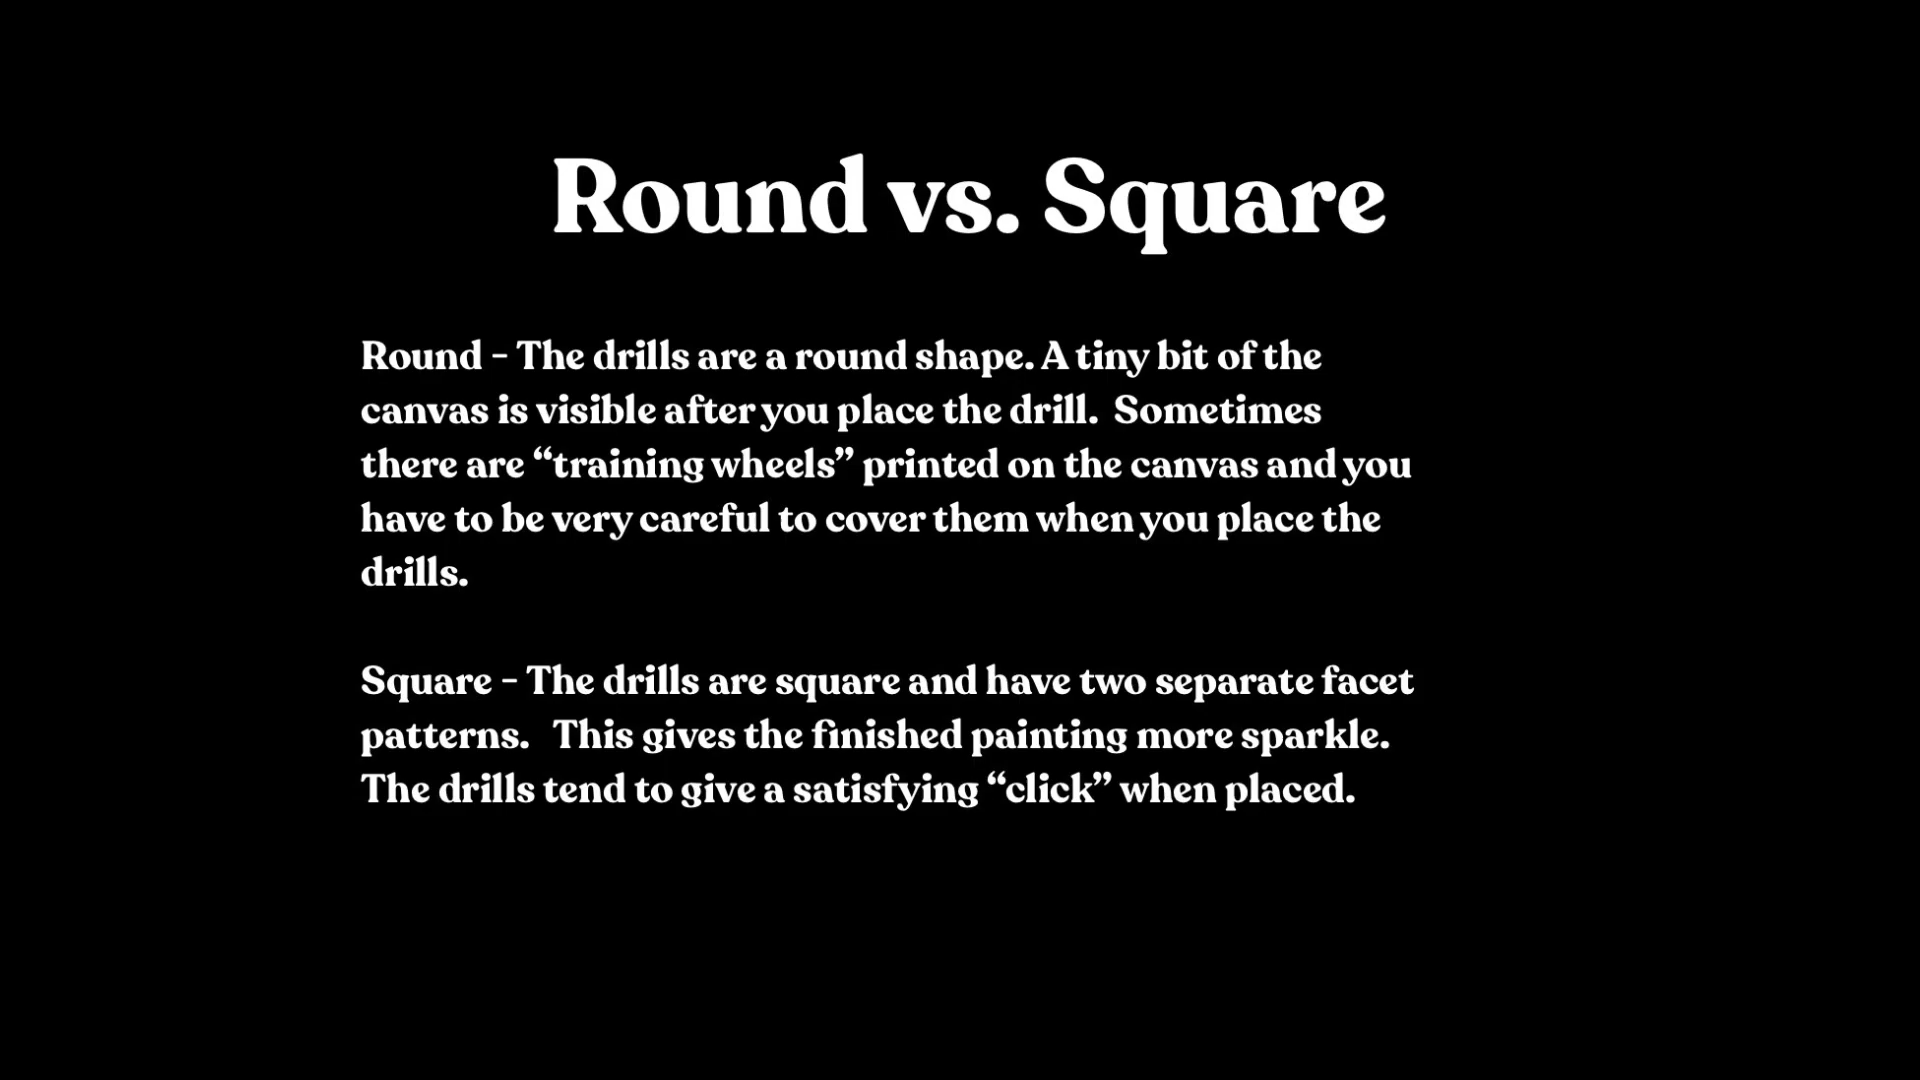 Round vs. Square
Round - The drills are a round shape. A tiny bit of the
canvas is visible after you place the drill.  Sometimes
there are “training wheels” printed on the canvas and you
have to be very careful to cover them when you place the
drills.
Square - The drills are square and have two separate facet
patterns.   This gives the finished painting more sparkle.
The drills tend to give a satisfying “click” when placed.